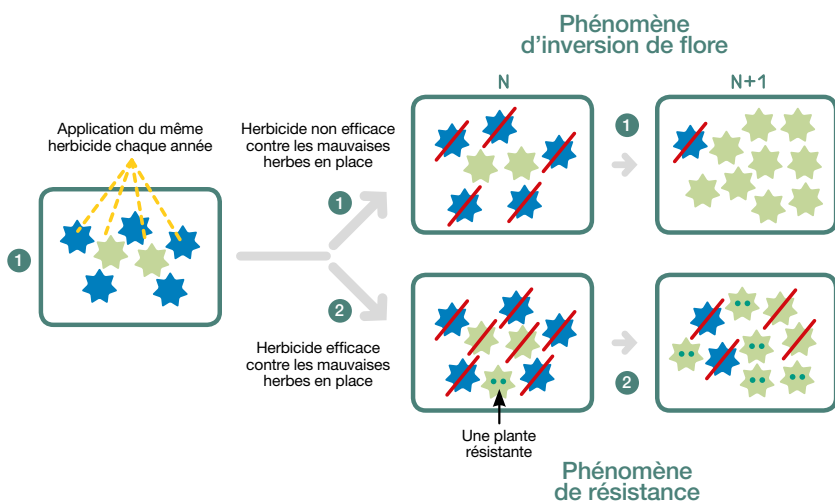 Phénomène
d'inversion de flore
N
N+1
Application du même
herbicide chaque année
Herbicide non efficace
contre les mauvaises
herbes en place
1
1
1
2
Herbicide efficace
contre les mauvaises
herbes en place
2
Une plante
résistante
Phénomène
de résistance